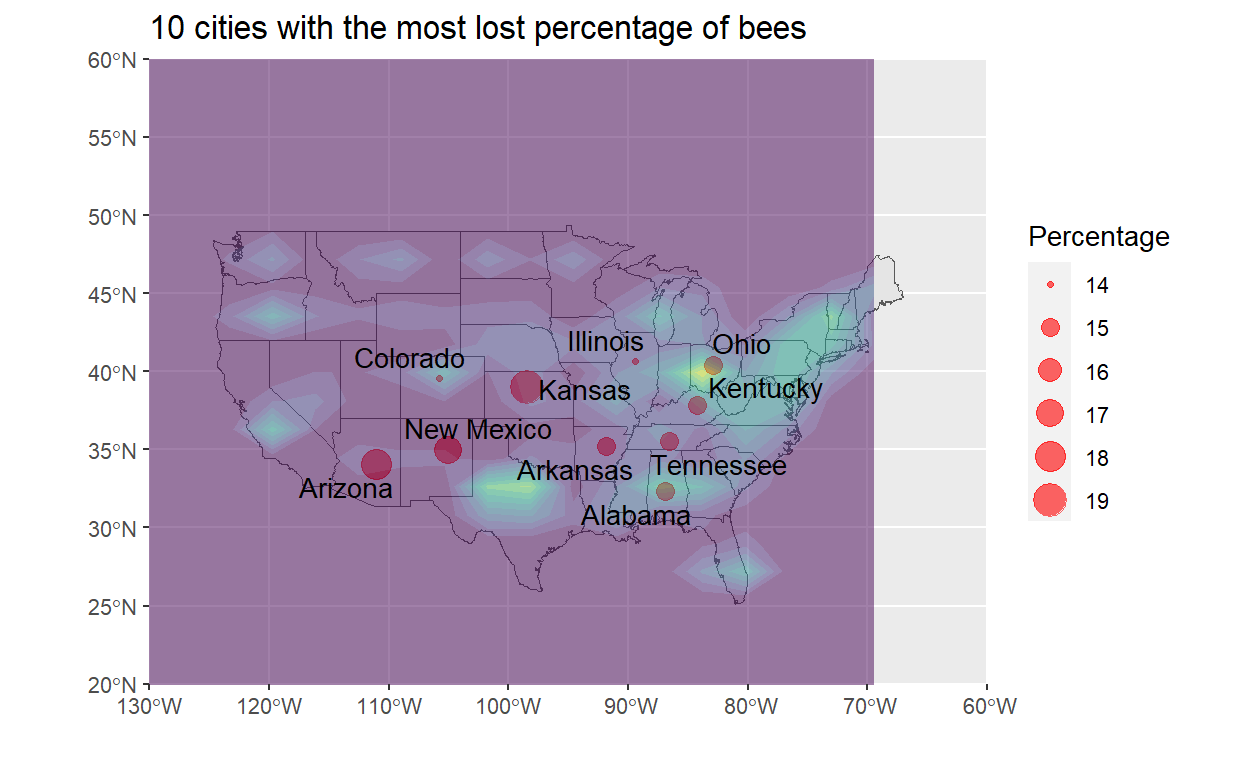 10 cities with the most lost percentage of bees
60°N
55°N
50°N
45°N
40°N
35°N
30°N
25°N
20°N
130°W
120°W
110°W
100°W
90°W
80°W
70°W
60°W
Illinois
Ohio
Colorado
Kansas
Kentucky
New Mexico
Arkansas
Tennessee
Arizona
Alabama
Percentage
14
15
16
17
18
19